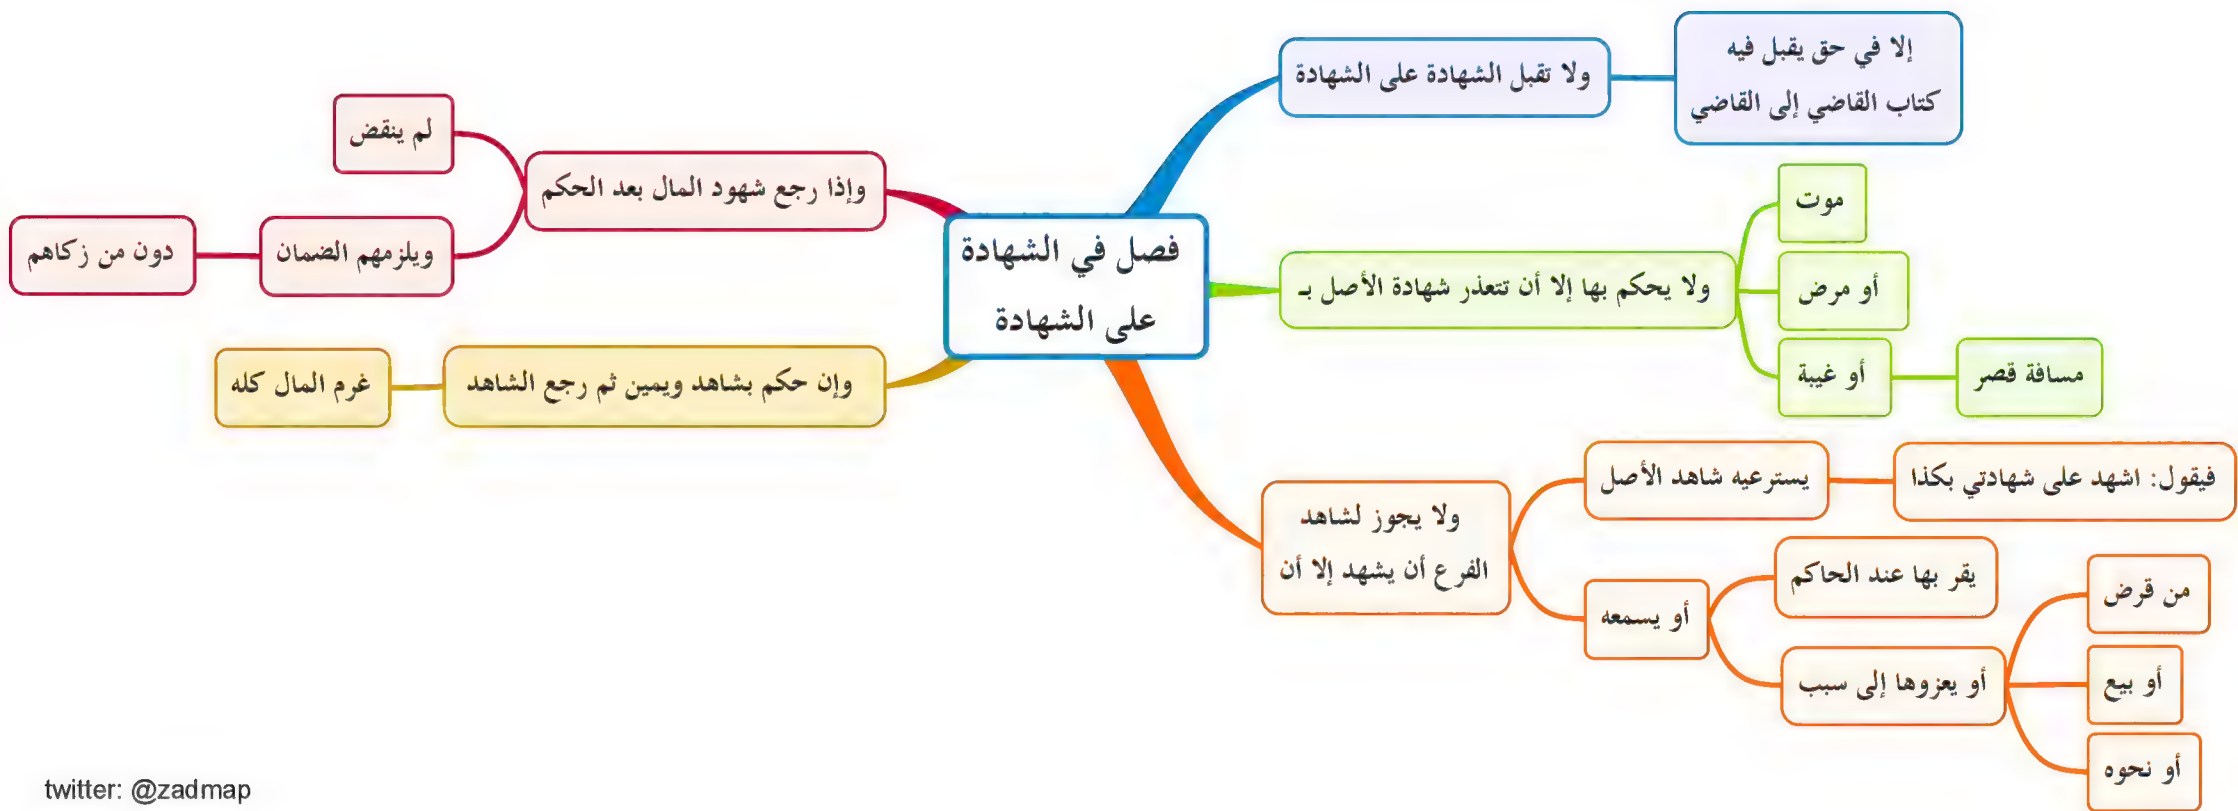 فصل في الشهادة
على الشهادة
ولا تقبل الشهادة على الشهادة
إلا في حق يقبل فيه
كتاب القاضي إلى القاضي
ولا يحكم بها إلا أن تتعذر شهادة الأصل بـ
موت
أو مرض
أو غيبة
مسافة قصر
ولا يجوز لشاهد
الفرع أن يشهد إلا أن
يسترعيه شاهد الأصل
فيقول: اشهد على شهادتي بكذا
أو يسمعه
يقر بها عند الحاكم
أو يعزوها إلى سبب
من قرض
أو بيع
أو نحوه
وإذا رجع شهود المال بعد الحكم
لم ينقض
ويلزمهم الضمان
دون من زكاهم
وإن حكم بشاهد ويمين ثم رجع الشاهد
غرم المال كله
twitter: @zadmap